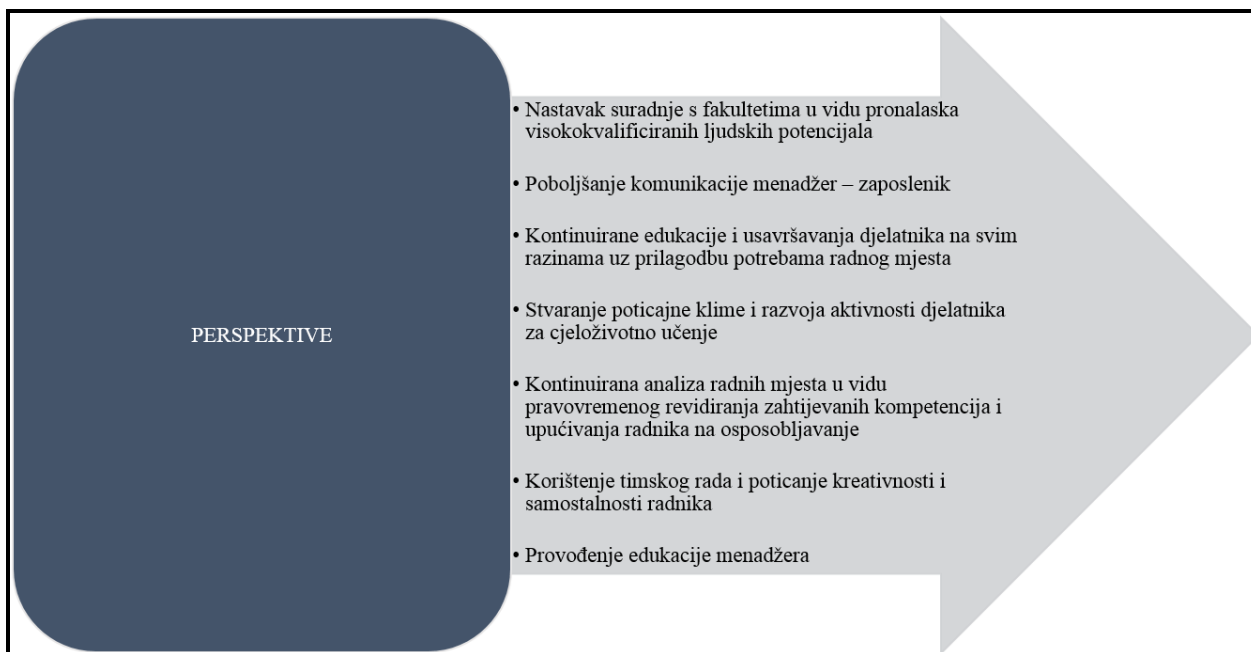 PERSPEKTIVE
• Nastavak suradnje s fakultetima u vidu pronalaska
visokokvalificiranih ljudskih potencijala
• Poboljšanje komunikacije menadžer – zaposlenik
• Kontinuirane edukacije i usavršavanja djelatnika na svim
razinama uz prilagodbu potrebama radnog mjesta
• Stvaranje poticajne klime i razvoja aktivnosti djelatnika
za cjeloživotno učenje
• Kontinuirana analiza radnih mjesta u vidu
pravovremenog revidiranja zahtijevanih kompetencija i
upućivanja radnika na osposobljavanje
• Korištenje timskog rada i poticanje kreativnosti i
samostalnosti radnika
• Provođenje edukacije menadžera